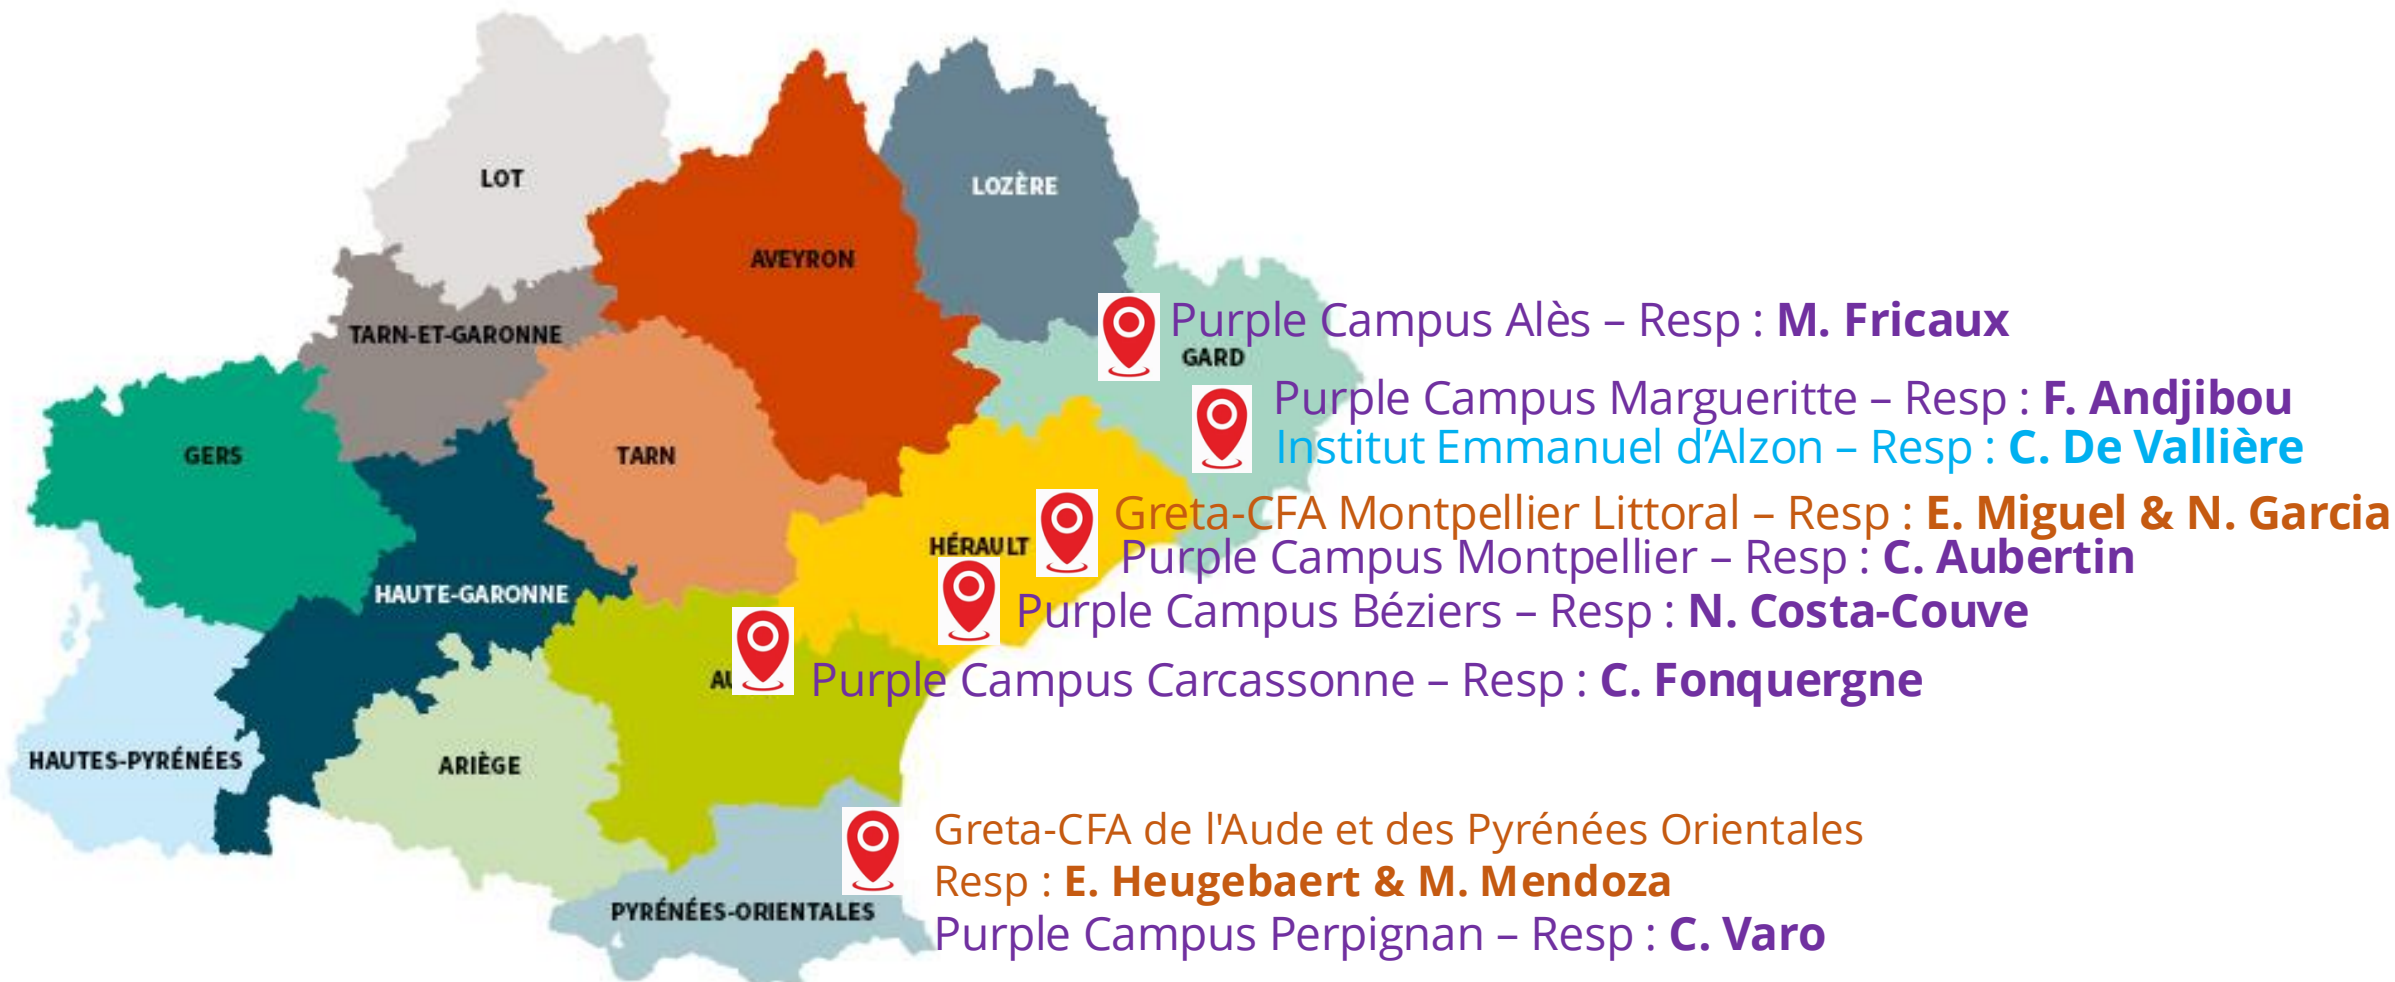 LOT
LOZÈRE
AVEYRON
TARN-ET-GARONNE
Purple Campus Alès – Resp : M. Fricaux
GARD
Purple Campus Margueritte – Resp : F. Andjibou
Institut Emmanuel d’Alzon – Resp : C. De Vallière
GERS
TARN
Greta-CFA Montpellier Littoral – Resp : E. Miguel & N. Garcia
HÉRAULT
Purple Campus Montpellier – Resp : C. Aubertin
HAUTE-GARONNE
Purple Campus Béziers – Resp : N. Costa-Couve
Purple Campus Carcassonne – Resp : C. Fonquergne
HAUTES-PYRÉNÉES
ARIÈGE
Greta-CFA de l'Aude et des Pyrénées Orientales
Resp : E. Heugebaert & M. Mendoza
PYRÉNÉES-ORIENTALES
Purple Campus Perpignan – Resp : C. Varo